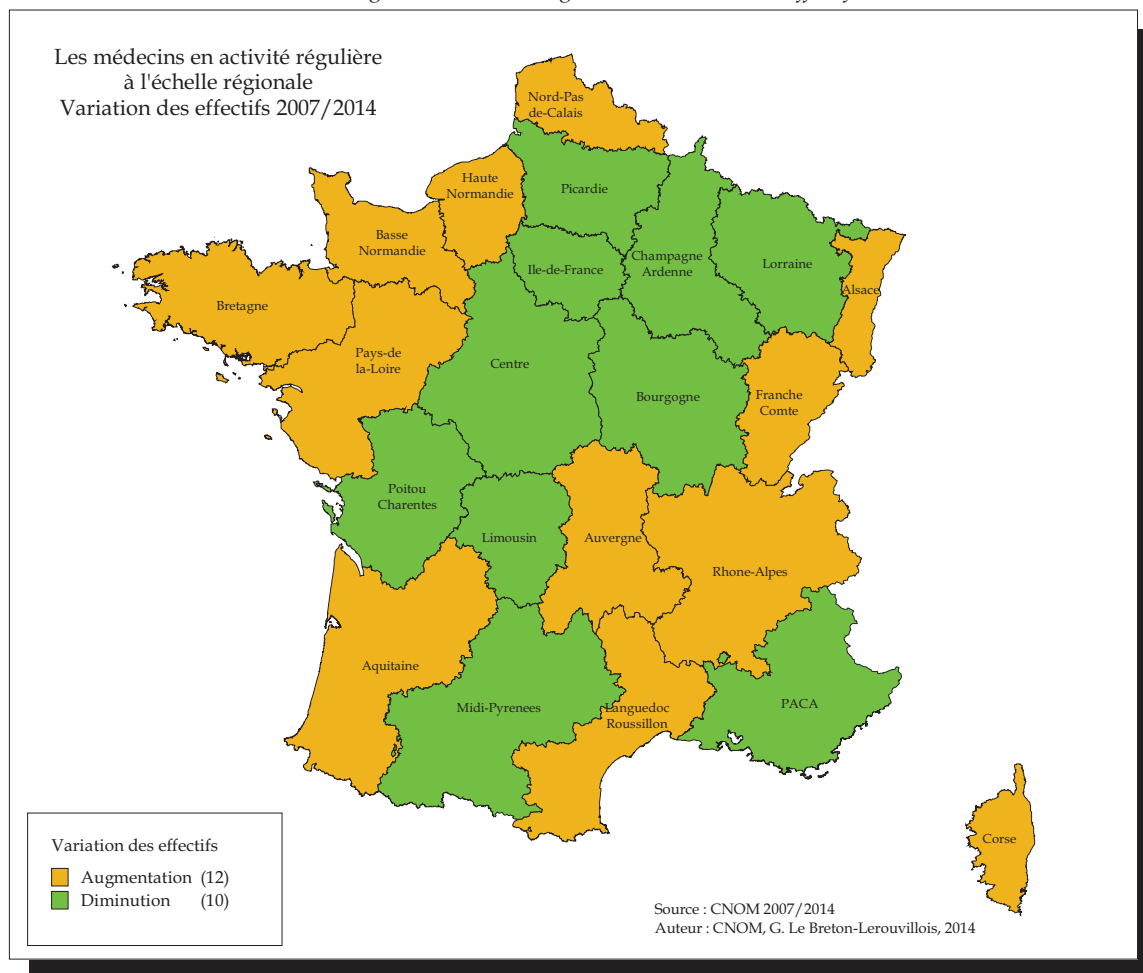 Les médecins en activité régulière
à l'échelle régionale
Variation des effectifs 2007/2014
Nord-Pas
de-Calais
Haute
Normandie
Picardie
Basse
Normandie
Ile-de-France
Champagne
Ardenne
Lorraine
Alsace
Bretagne
Pays-de
la-Loire
Centre
Bourgogne
Franche
Comte
Poitou
Charentes
Limousin
Auvergne
Rhone-Alpes
Aquitaine
Midi-Pyrenees
Languedoc
Roussillon
PACA
Corse
Variation des effectifs
Augmentation (12)
Diminution (10)
Source : CNOM 2007/2014
Auteur : CNOM, G. Le Breton-Lerouvillois, 2014